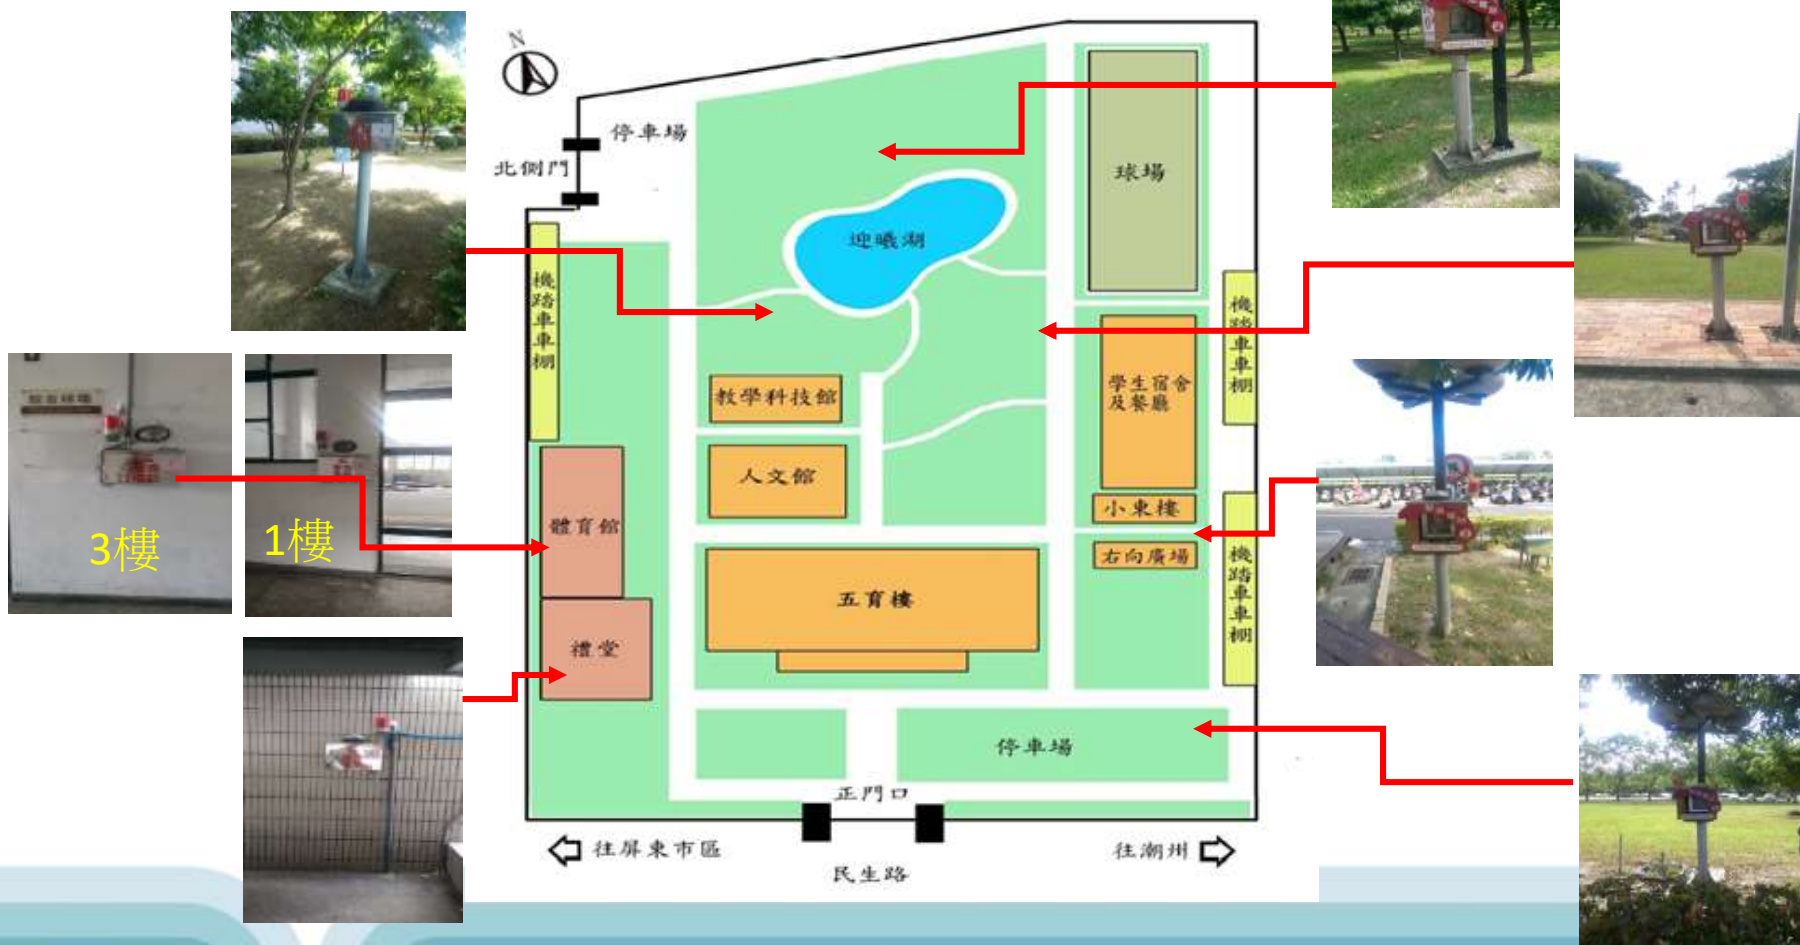 N
停車場
北側門
球場
迎曦湖
機踏車車棚
機踏車車棚
教學科技館
學生宿舍
及餐廳
人文館
小東樓
體育館
右向廣場
機踏車車棚
五育樓
禮堂
3樓
1樓
停車場
正門口
往屏東市區
往潮州
民生路